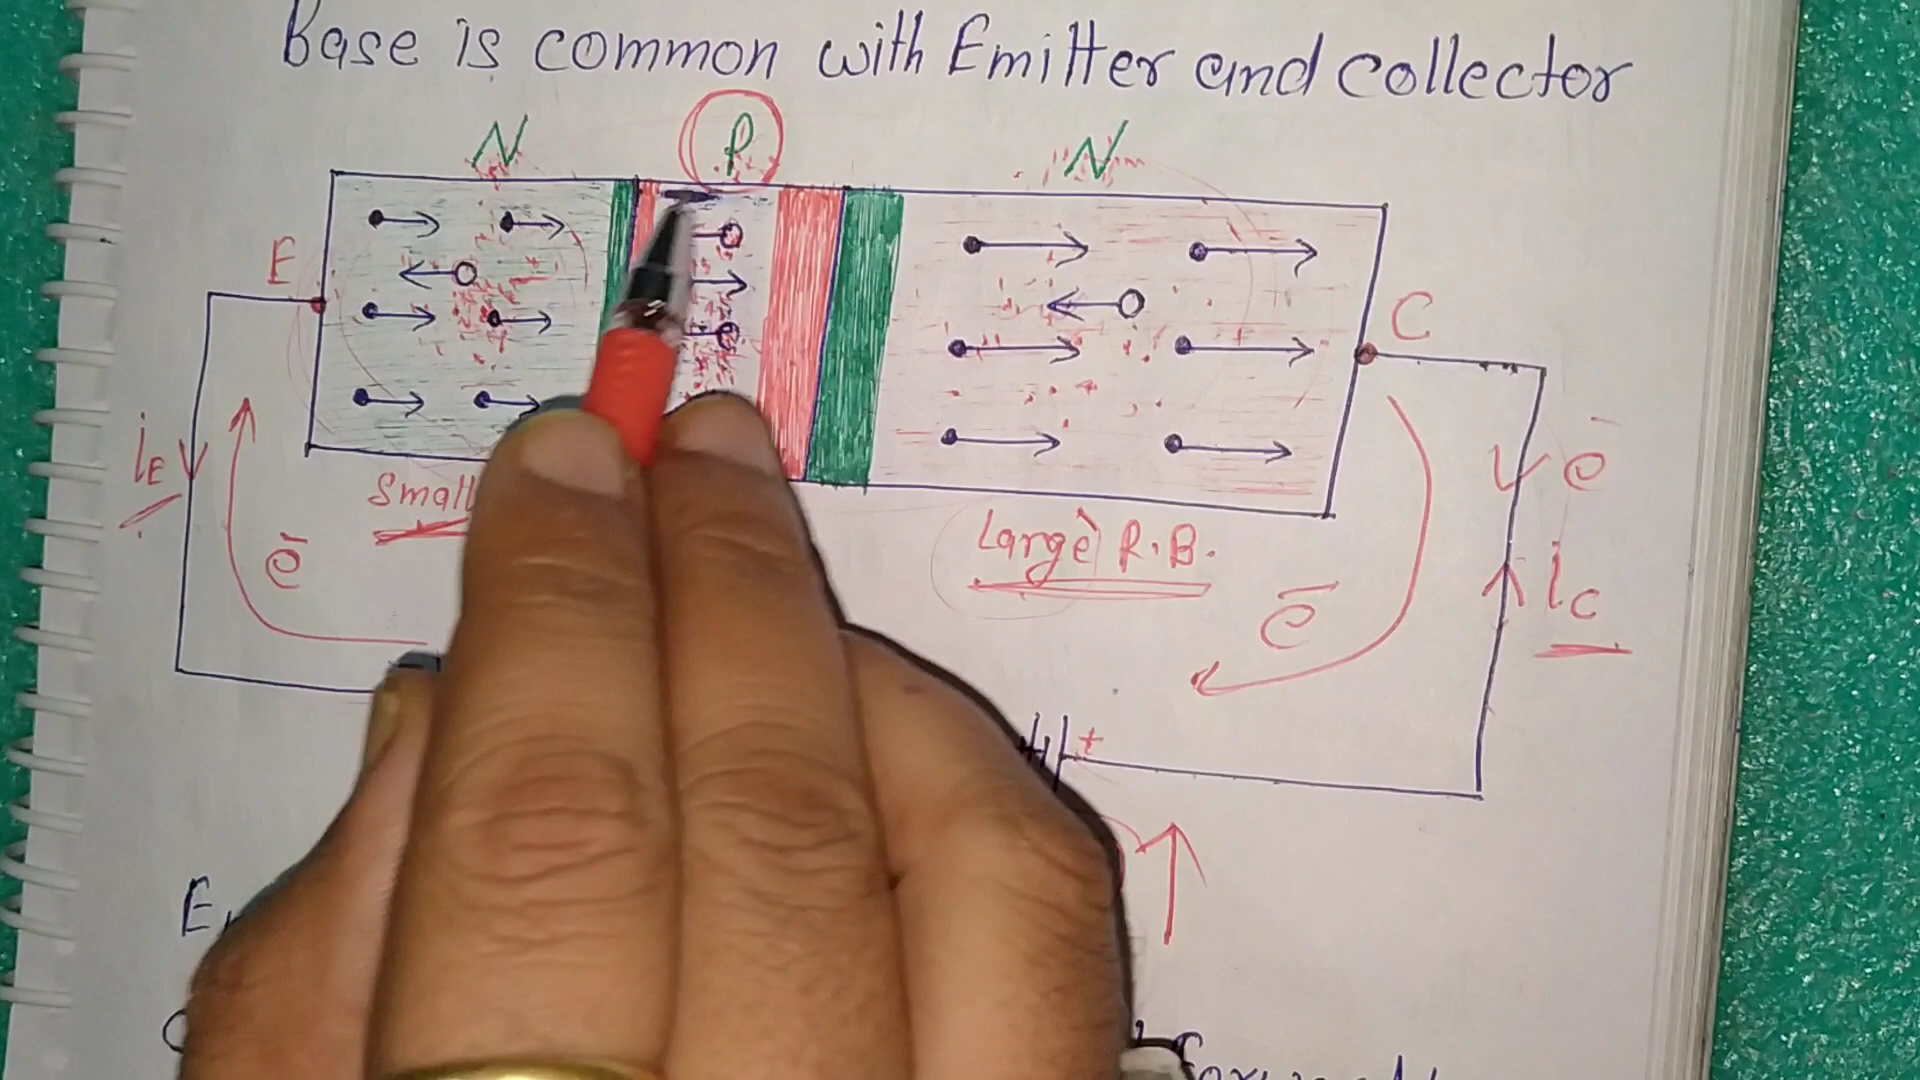 Base is common with Emitter and collector
N P N
E
C
iE
Small
Large R.B.
e-
e-
e-
ic
+